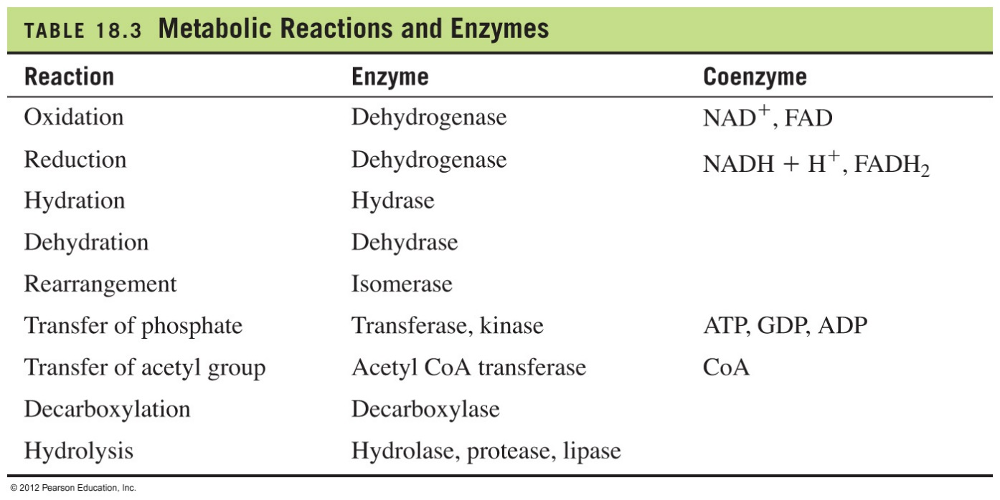 TABLE 18.3 Metabolic Reactions and Enzymes
Reaction Enzyme Coenzyme
Oxidation Dehydrogenase NAD⁺, FAD
Reduction Dehydrogenase NADH + H⁺, FADH₂
Hydration Hydrase
Dehydration Dehydrase
Rearrangement Isomerase
Transfer of phosphate Transferase, kinase ATP, GDP, ADP
Transfer of acetyl group Acetyl CoA transferase CoA
Decarboxylation Decarboxylase
Hydrolysis Hydrolase, protease, lipase
© 2012 Pearson Education, Inc.